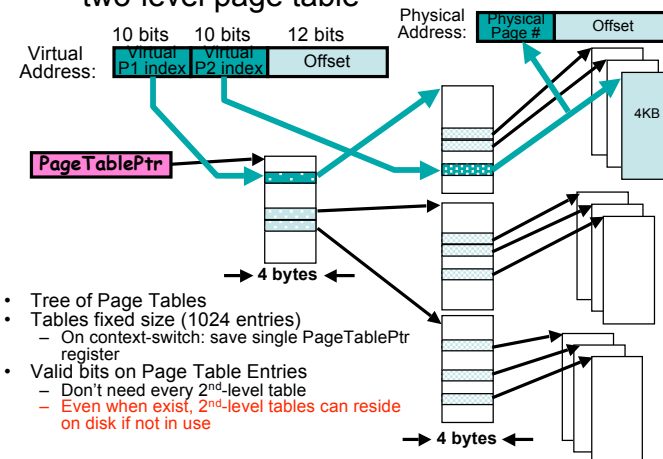 two-level page table
Physical
Address:
Physical
Page #
Offset
10 bits 10 bits 12 bits
Virtual
Address:
Virtual
P1 index
Virtual
P2 index
Offset
4KB
PageTablePtr
4 bytes
• Tree of Page Tables
• Tables fixed size (1024 entries)
– On context-switch: save single PageTablePtr
register
• Valid bits on Page Table Entries
– Don't need every 2nd-level table
– Even when exist, 2nd-level tables can reside
on disk if not in use
4 bytes